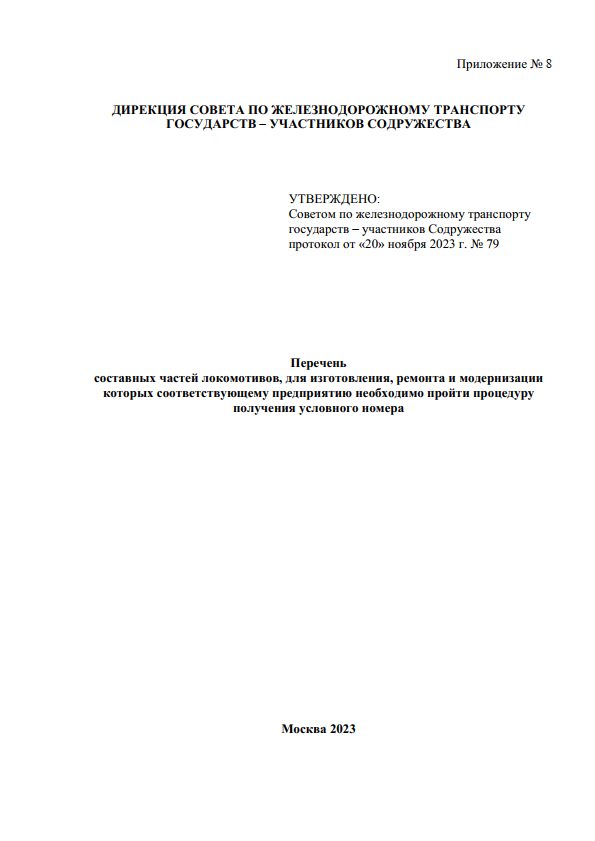 Приложение № 8
ДИРЕКЦИЯ СОВЕТА ПО ЖЕЛЕЗНОДОРОЖНОМУ ТРАНСПОРТУ
ГОСУДАРСТВ – УЧАСТНИКОВ СОДРУЖЕСТВА
УТВЕРЖДЕНО:
Советом по железнодорожному транспорту
государств – участников Содружества
протокол от «20» ноября 2023 г. № 79
Перечень
составных частей локомотивов, для изготовления, ремонта и модернизации
которых соответствующему предприятию необходимо пройти процедуру
получения условного номера
Москва 2023